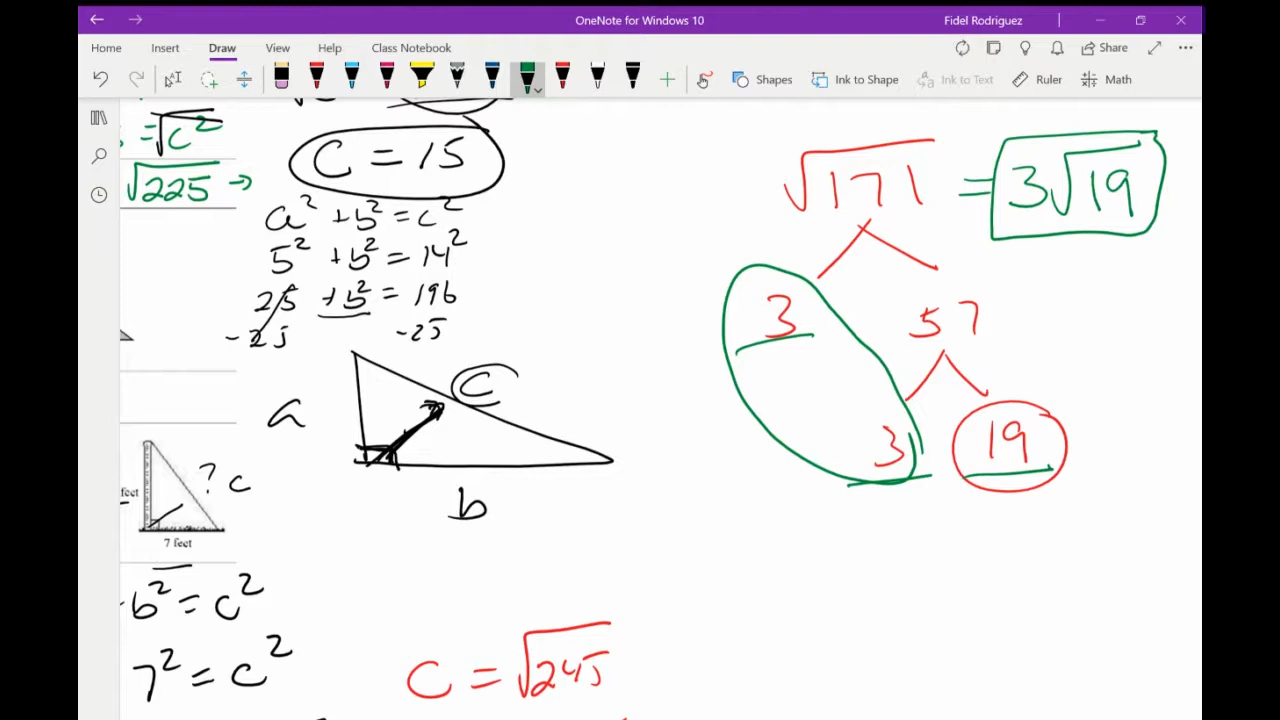 OneNote for Windows 10
Fidel Rodriguez
Home Insert Draw View Help Class Notebook
Share
Shapes Ink to Shape Ink to Text Ruler Math
= √c²
√225 →
C = 15
a² + b² = c²
5² + b² = 14²
25 + b² = 196
-25 -25
a
C
b
? c
feet
7 feet
b² = c²
7² = c²
C = √245
√171 = 3√19
3 57
3 19